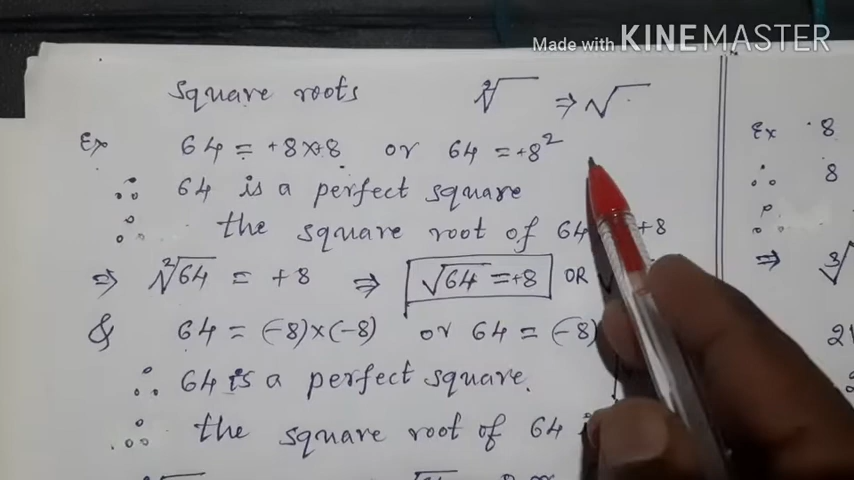 Made with KINEMASTER
Square roots ²√ ⇒ √
Ex 64 = +8×+8 or 64 = +8²
∴ 64 is a perfect square
∴ the square root of 64 +8
⇒ ²√64 = +8 ⇒ √64 = +8 OR
& 64 = (-8)×(-8) or 64 = (-8)
∴ 64 is a perfect square.
∴ the square root of 64
Ex 8
∴ 8
⇒ ³√